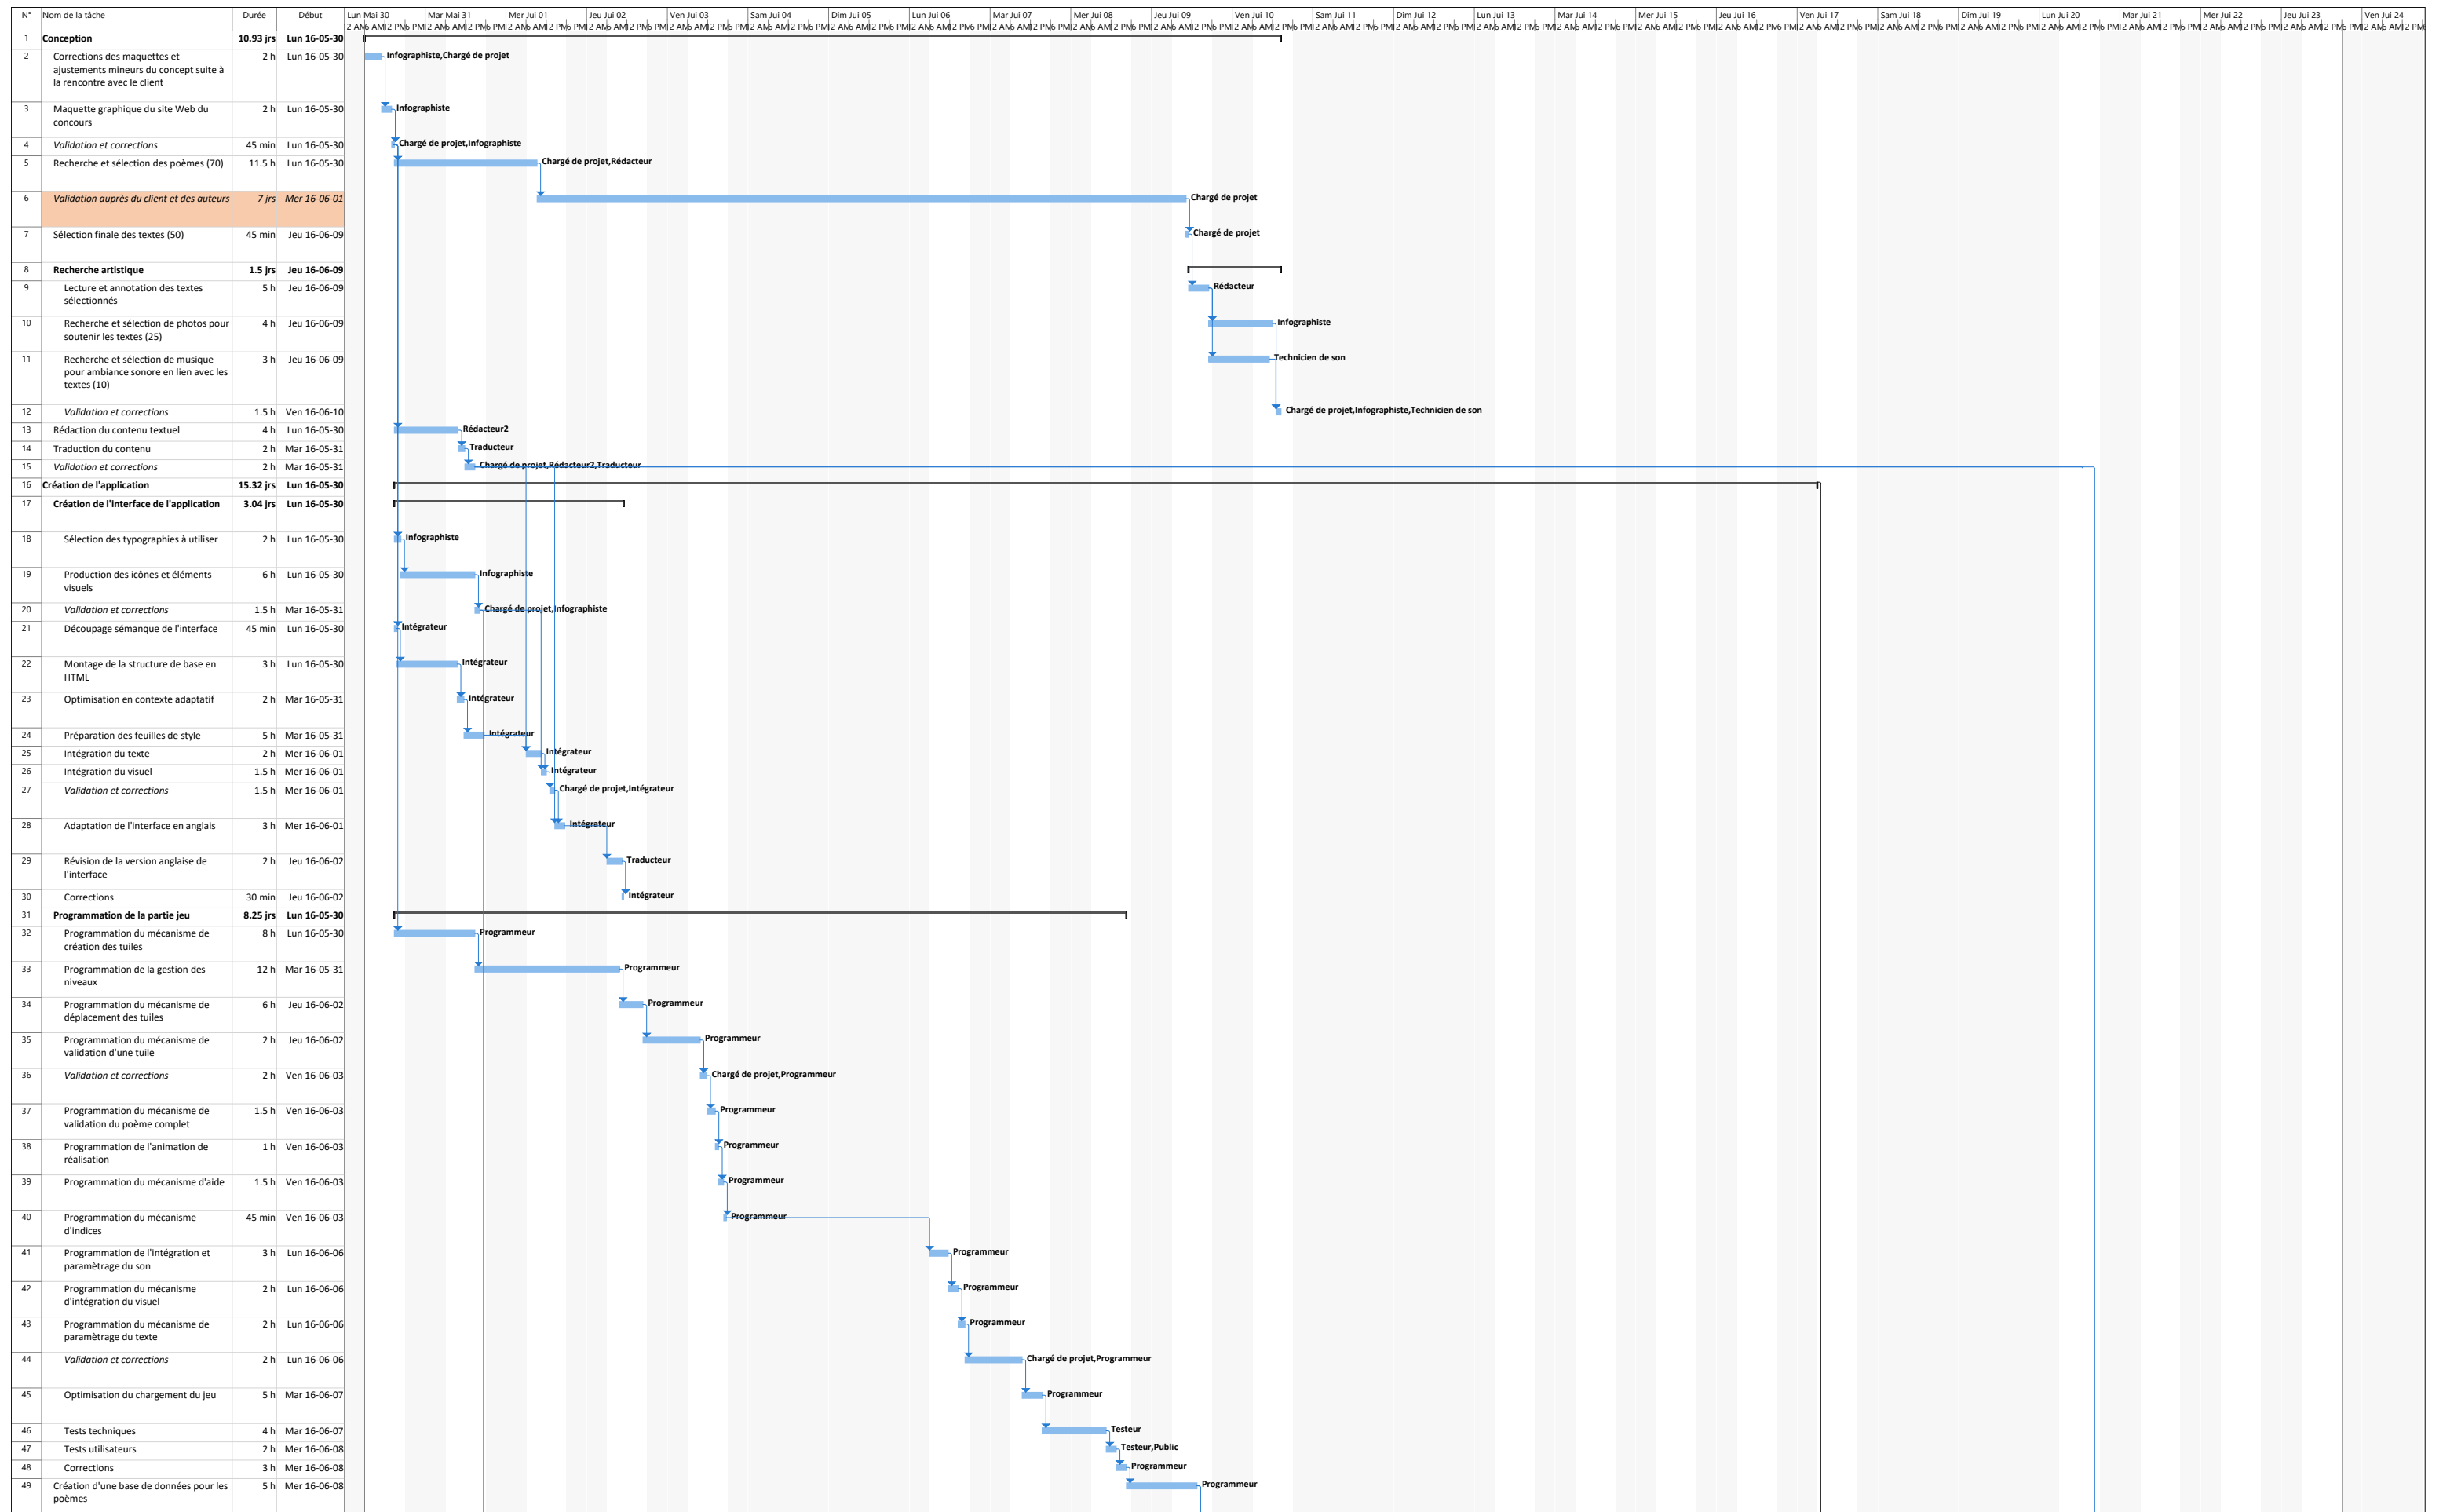 N° Nom de la tâche Durée Début Lun Mai 30 Mar Mai 31 Mer Jui 01 Jeu Jui 02 Ven Jui 03 Sam Jui 04 Dim Jui 05 Lun Jui 06 Mar Jui 07 Mer Jui 08 Jeu Jui 09 Ven Jui 10 Sam Jui 11 Dim Jui 12 Lun Jui 13 Mar Jui 14 Mer Jui 15 Jeu Jui 16 Ven Jui 17 Sam Jui 18 Dim Jui 19 Lun Jui 20 Mar Jui 21 Mer Jui 22 Jeu Jui 23 Ven Jui 24
1 Conception 10.93 jrs Lun 16-05-30
2 Corrections des maquettes et 2 h Lun 16-05-30 Infographiste,Chargé de projet
ajustements mineurs du concept suite à
la rencontre avec le client
3 Maquette graphique du site Web du 2 h Lun 16-05-30 Infographiste
concours
4 Validation et corrections 45 min Lun 16-05-30 Chargé de projet,Infographiste
5 Recherche et sélection des poèmes (70) 11.5 h Lun 16-05-30 Chargé de projet,Rédacteur
6 Validation auprès du client et des auteurs 7 jrs Mer 16-06-01 Chargé de projet
7 Sélection finale des textes (50) 45 min Jeu 16-06-09 Chargé de projet
8 Recherche artistique 1.5 jrs Jeu 16-06-09
9 Lecture et annotation des textes 5 h Jeu 16-06-09 Rédacteur
sélectionnés
10 Recherche et sélection de photos pour 4 h Jeu 16-06-09 Infographiste
soutenir les textes (25)
11 Recherche et sélection de musique 3 h Jeu 16-06-09 Technicien de son
pour ambiance sonore en lien avec les
textes (10)
12 Validation et corrections 1.5 h Ven 16-06-10 Chargé de projet,Infographiste,Technicien de son
13 Rédaction du contenu textuel 4 h Lun 16-05-30 Rédacteur2
14 Traduction du contenu 2 h Mar 16-05-31 Traducteur
15 Validation et corrections 2 h Mar 16-05-31 Chargé de projet,Rédacteur2,Traducteur
16 Création de l'application 15.32 jrs Lun 16-05-30
17 Création de l'interface de l'application 3.04 jrs Lun 16-05-30
18 Sélection des typographies à utiliser 2 h Lun 16-05-30 Infographiste
19 Production des icônes et éléments 6 h Lun 16-05-30 Infographiste
visuels
20 Validation et corrections 1.5 h Mar 16-05-31 Chargé de projet,Infographiste
21 Découpage sémanque de l'interface 45 min Lun 16-05-30 Intégrateur
22 Montage de la structure de base en 3 h Lun 16-05-30 Intégrateur
HTML
23 Optimisation en contexte adaptatif 2 h Mar 16-05-31 Intégrateur
24 Préparation des feuilles de style 5 h Mar 16-05-31 Intégrateur
25 Intégration du texte 2 h Mer 16-06-01 Intégrateur
26 Intégration du visuel 1.5 h Mer 16-06-01 Intégrateur
27 Validation et corrections 1.5 h Mer 16-06-01 Chargé de projet,Intégrateur
28 Adaptation de l'interface en anglais 3 h Mer 16-06-01 Intégrateur
29 Révision de la version anglaise de 2 h Jeu 16-06-02 Traducteur
l'interface
30 Corrections 30 min Jeu 16-06-02 Intégrateur
31 Programmation de la partie jeu 8.25 jrs Lun 16-05-30
32 Programmation du mécanisme de 8 h Lun 16-05-30 Programmeur
création des tuiles
33 Programmation de la gestion des 12 h Mar 16-05-31 Programmeur
niveaux
34 Programmation du mécanisme de 6 h Jeu 16-06-02 Programmeur
déplacement des tuiles
35 Programmation du mécanisme de 2 h Jeu 16-06-02 Programmeur
validation d'une tuile
36 Validation et corrections 2 h Ven 16-06-03 Chargé de projet,Programmeur
37 Programmation du mécanisme de 1.5 h Ven 16-06-03 Programmeur
validation du poème complet
38 Programmation de l'animation de 1 h Ven 16-06-03 Programmeur
réalisation
39 Programmation du mécanisme d'aide 1.5 h Ven 16-06-03 Programmeur
40 Programmation du mécanisme 45 min Ven 16-06-03 Programmeur
d'indices
41 Programmation de l'intégration et 3 h Lun 16-06-06 Programmeur
paramètrage du son
42 Programmation du mécanisme 2 h Lun 16-06-06 Programmeur
d'intégration du visuel
43 Programmation du mécanisme de 2 h Lun 16-06-06 Programmeur
paramètrage du texte
44 Validation et corrections 2 h Lun 16-06-06 Chargé de projet,Programmeur
45 Optimisation du chargement du jeu 5 h Mar 16-06-07 Programmeur
46 Tests techniques 4 h Mar 16-06-07 Testeur
47 Tests utilisateurs 2 h Mer 16-06-08 Testeur,Public
48 Corrections 3 h Mer 16-06-08 Programmeur
49 Création d'une base de données pour les 5 h Mer 16-06-08 Programmeur
poèmes